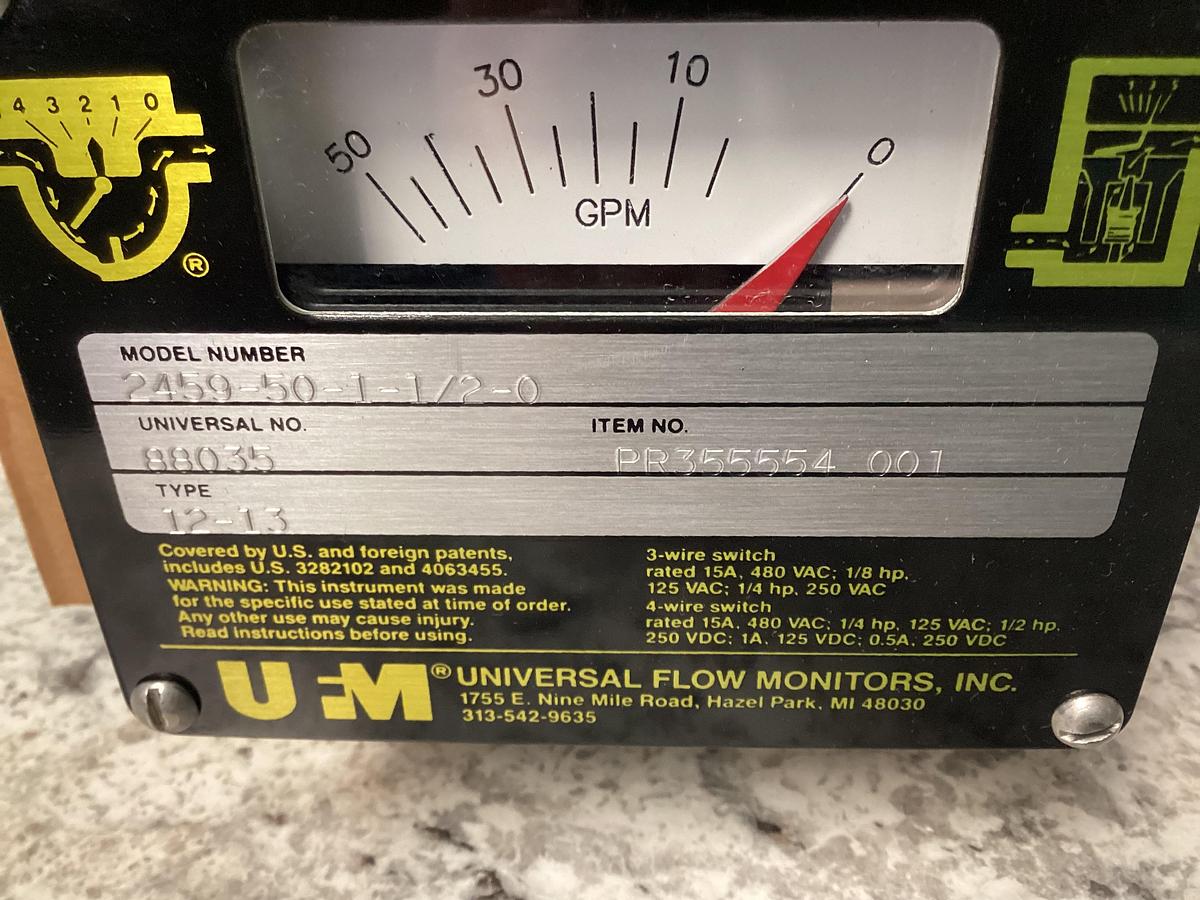 50 30 10 0
GPM
4 3 2 1 0
®
MODEL NUMBER
2459-50-1-1/2-0
UNIVERSAL NO. ITEM NO.
88035 PR355554 001
TYPE
12-13
Covered by U.S. and foreign patents,
includes U.S. 3282102 and 4063455.
WARNING: This instrument was made
for the specific use stated at time of order.
Any other use may cause injury.
Read instructions before using.
3-wire switch
rated 15A, 480 VAC; 1/8 hp,
125 VAC; 1/4 hp, 250 VAC
4-wire switch
rated 15A, 480 VAC; 1/4 hp, 125 VAC; 1/2 hp,
250 VDC; 1A, 125 VDC; 0.5A, 250 VDC
UFM® UNIVERSAL FLOW MONITORS, INC.
1755 E. Nine Mile Road, Hazel Park, MI 48030
313-542-9635